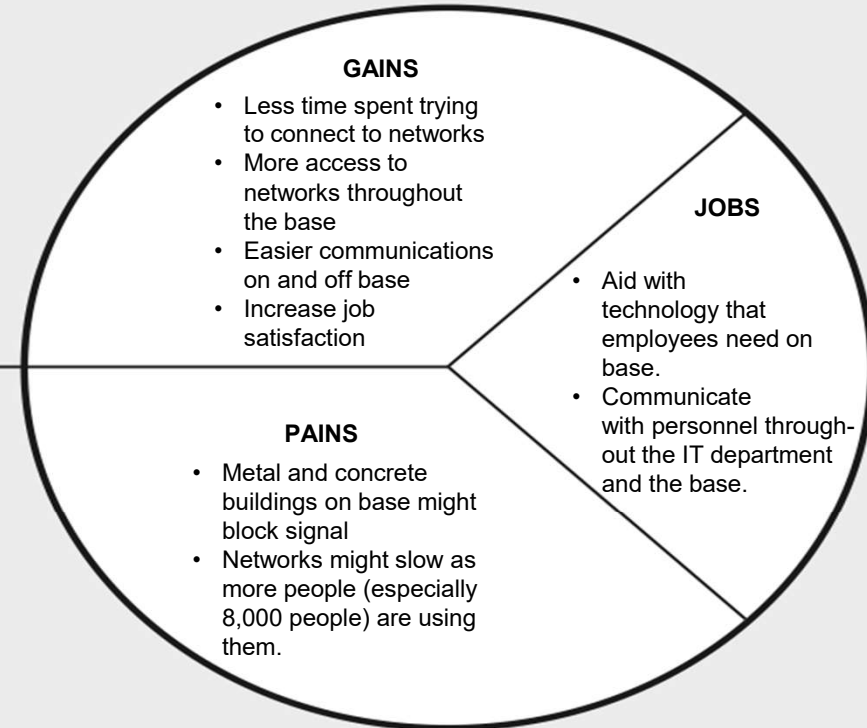 GAINS
• Less time spent trying
to connect to networks
• More access to
networks throughout
the base
• Easier communications
on and off base
• Increase job
satisfaction
JOBS
• Aid with
technology that
employees need on
base.
• Communicate
with personnel through-
out the IT department
and the base.
PAINS
• Metal and concrete
buildings on base might
block signal
• Networks might slow as
more people (especially
8,000 people) are using
them.